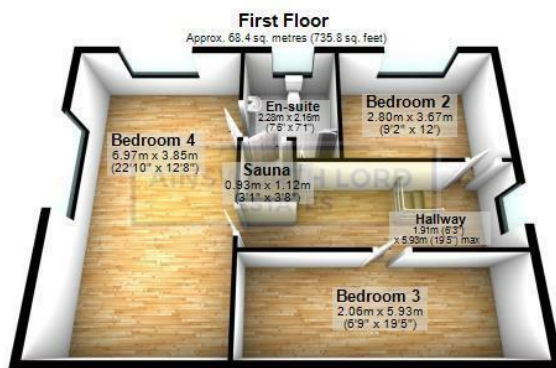 First Floor
Approx. 68.4 sq. metres (735.8 sq. feet)
En-suite
2.28m x 2.16m
(7'6" x 7'1")
Bedroom 2
2.80m x 3.67m
(9'2" x 12')
Bedroom 4
6.97m x 3.85m
(22'10" x 12'8")
Sauna
0.93m x 1.12m
(3'1" x 3'8")
AINSWORTH LORD
ESTATES
Hallway
1.91m (6'3")
x 5.93m (19'5") max
Bedroom 3
2.06m x 5.93m
(6'9" x 19'5")